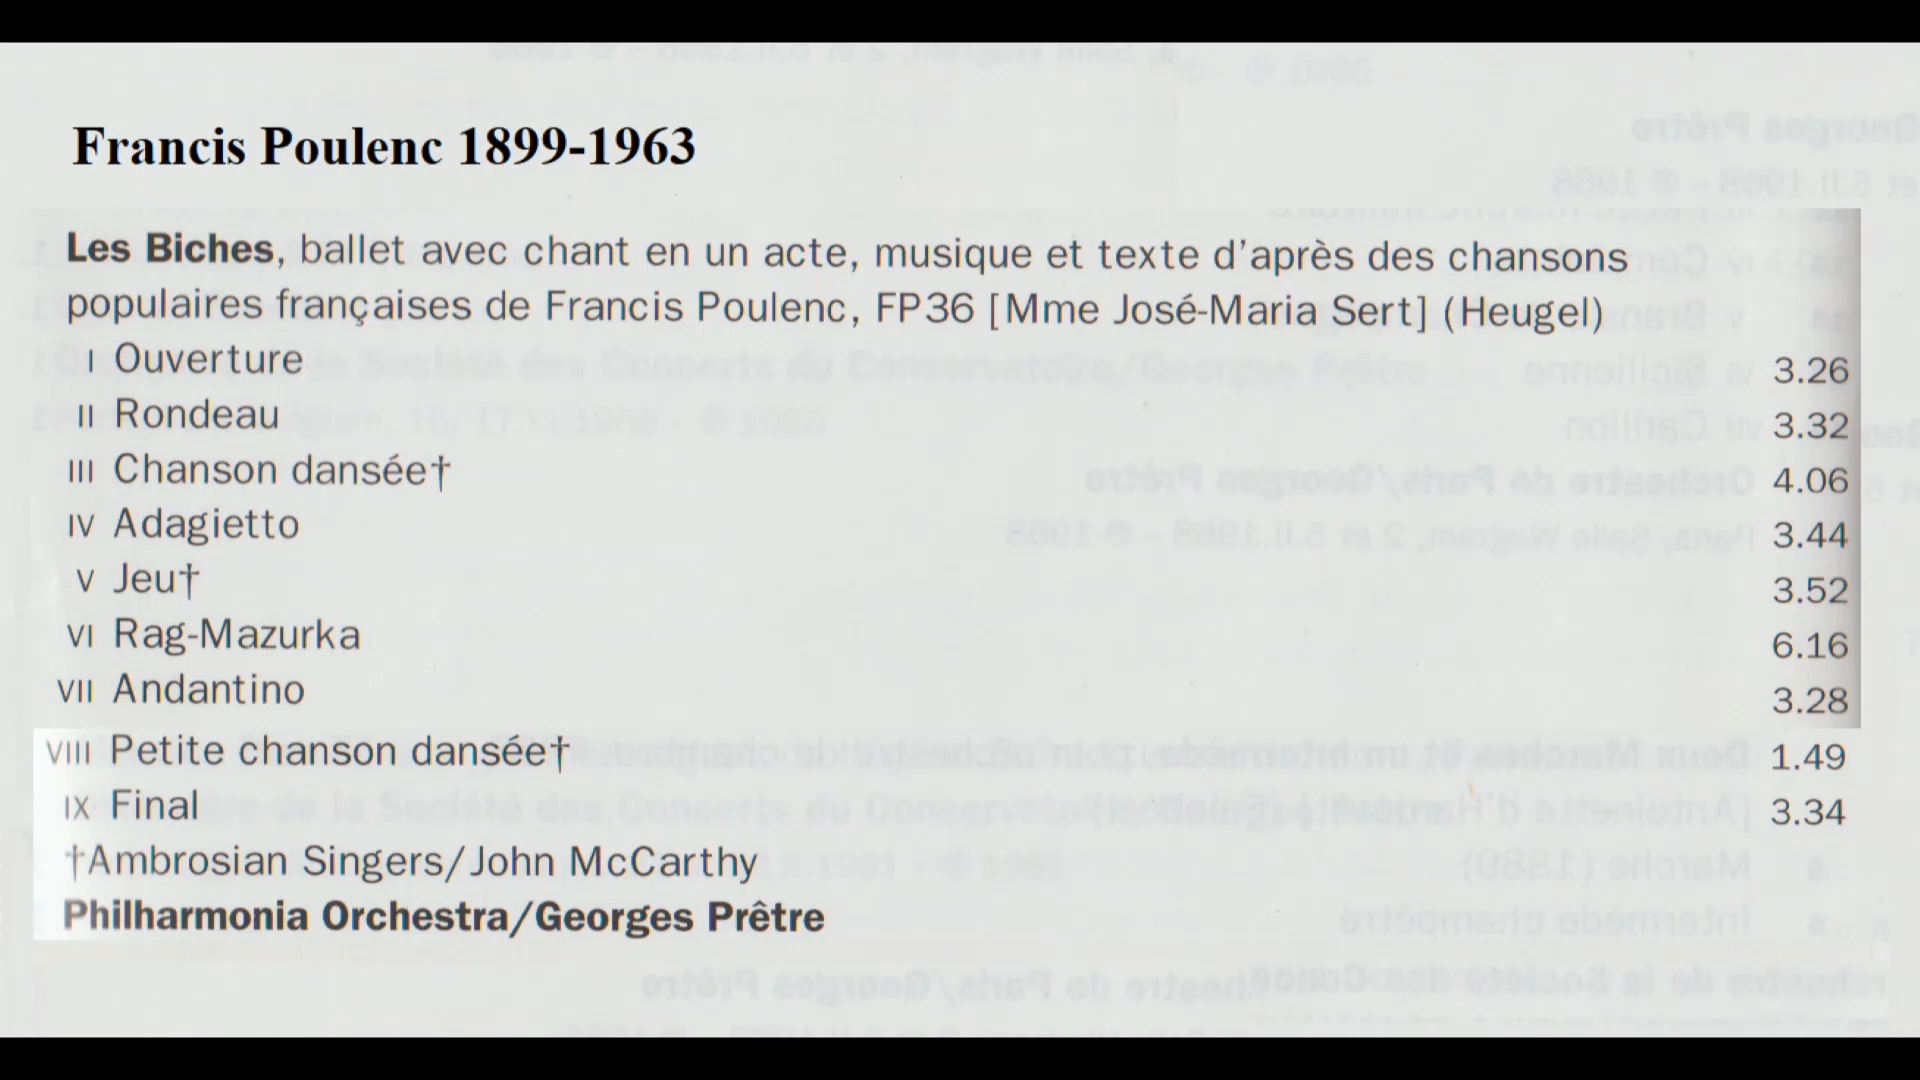 Francis Poulenc 1899-1963
Les Biches, ballet avec chant en un acte, musique et texte d'après des chansons
populaires françaises de Francis Poulenc, FP36 [Mme José-Maria Sert] (Heugel)
I Ouverture 3.26
II Rondeau 3.32
III Chanson dansée† 4.06
IV Adagietto 3.44
V Jeu† 3.52
VI Rag-Mazurka 6.16
VII Andantino 3.28
VIII Petite chanson dansée† 1.49
IX Final 3.34
†Ambrosian Singers/John McCarthy
Philharmonia Orchestra/Georges Prêtre